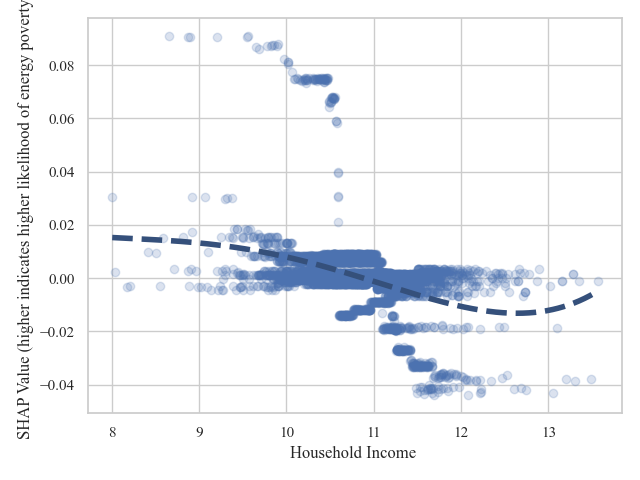 SHAP Value (higher indicates higher likelihood of energy poverty
0.08
0.06
0.04
0.02
0.00
−0.02
−0.04
8 9 10 11 12 13
Household Income